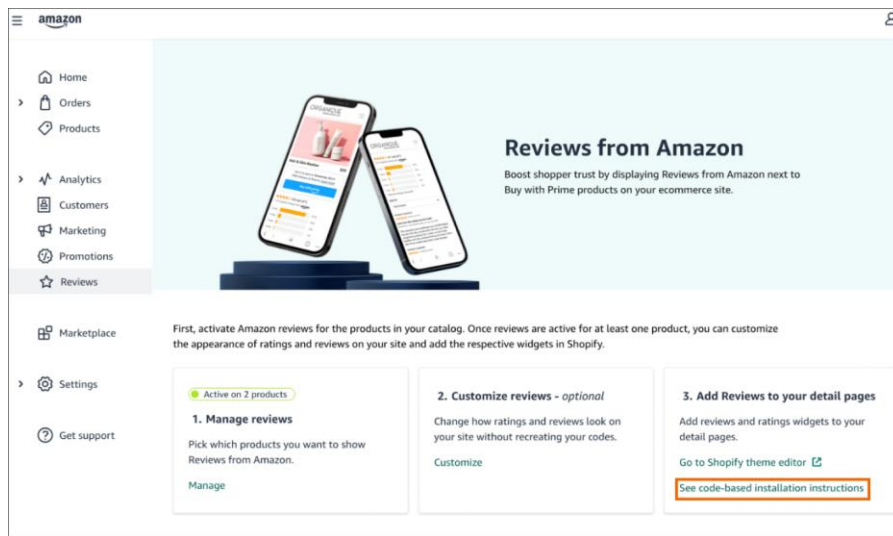 amazon
Home
Orders
Products
Analytics
Customers
Marketing
Promotions
Reviews
Marketplace
Settings
Get support
Reviews from Amazon
Boost shopper trust by displaying Reviews from Amazon next to
Buy with Prime products on your ecommerce site.
First, activate Amazon reviews for the products in your catalog. Once reviews are active for at least one product, you can customize
the appearance of ratings and reviews on your site and add the respective widgets in Shopify.
Active on 2 products
1. Manage reviews
Pick which products you want to show
Reviews from Amazon.
Manage
2. Customize reviews - optional
Change how ratings and reviews look on
your site without recreating your codes.
Customize
3. Add Reviews to your detail pages
Add reviews and ratings widgets to your
detail pages.
Go to Shopify theme editor
See code-based installation instructions